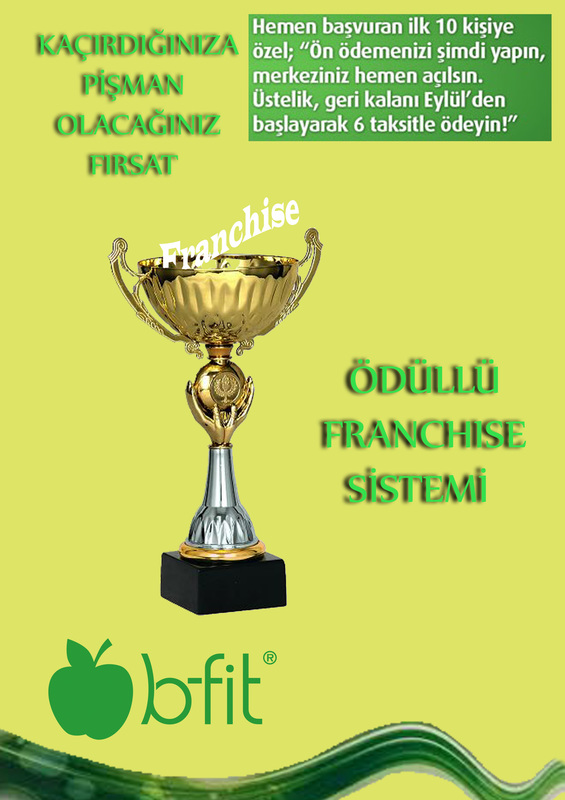 KAÇIRDIĞINIZA
PİŞMAN
OLACAĞINIZ
FIRSAT
Hemen başvuran ilk 10 kişiye
özel; “Ön ödemenizi şimdi yapın,
merkeziniz hemen açılsın.
Üstelik, geri kalanı Eylül’den
başlayarak 6 taksitle ödeyin!”
Franchise
ÖDÜLLÜ
FRANCHISE
SİSTEMİ
b-fit®